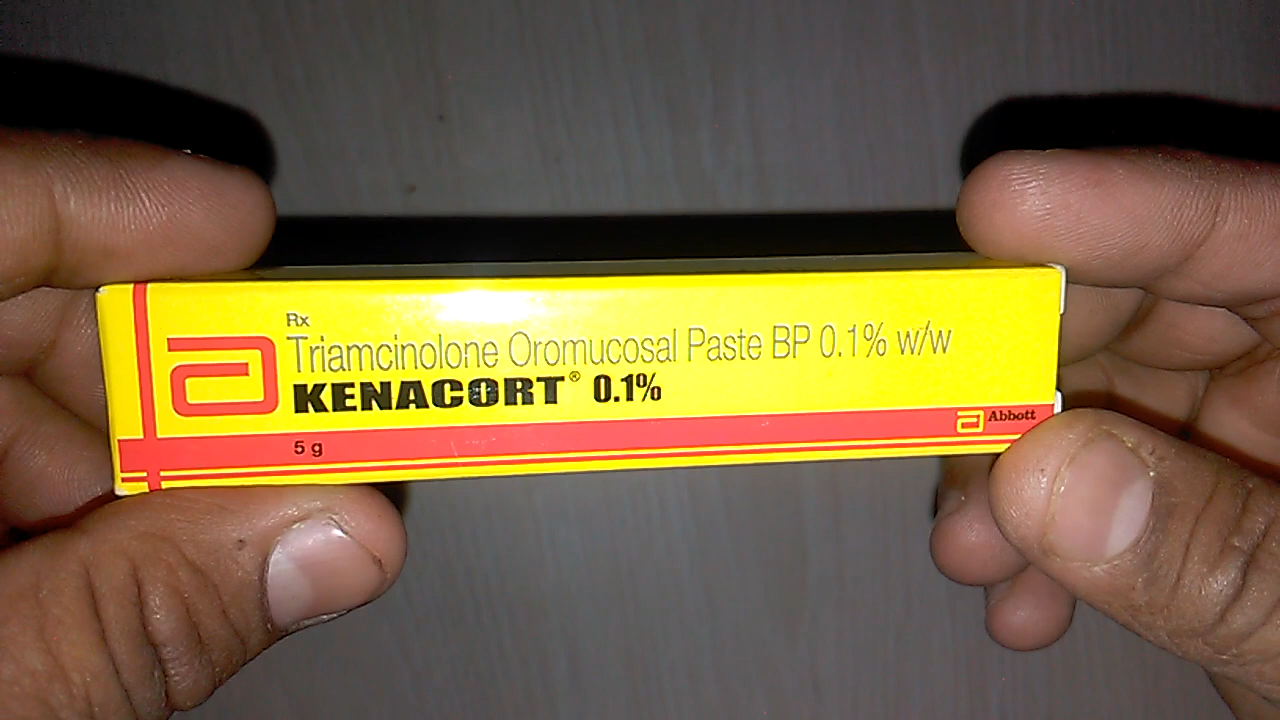 Rx
Triamcinolone Oromucosal Paste BP 0.1% w/w
KENACORT® 0.1%
5 g
Abbott